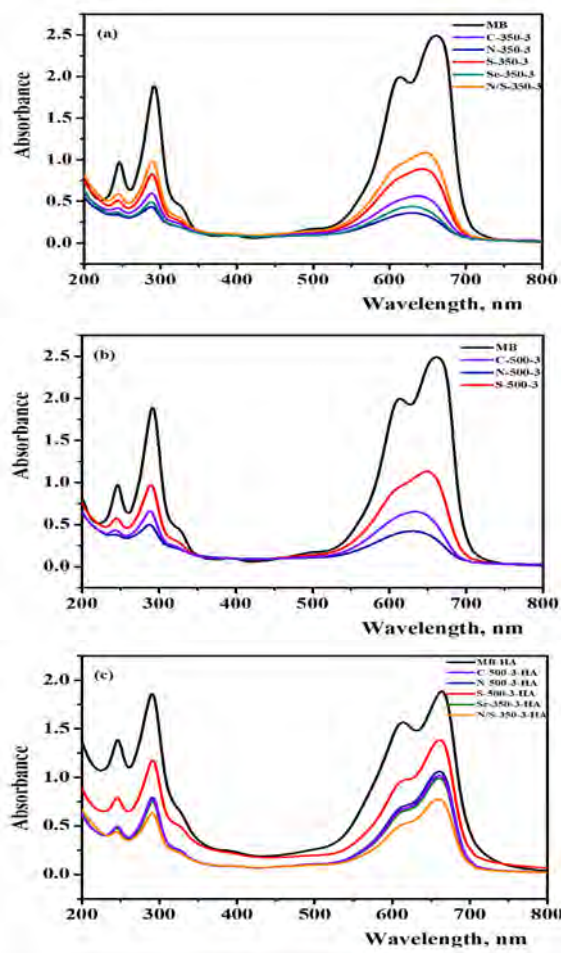 (a)
MB
C-350-3
N-350-3
S-350-3
Se-350-3
N/S-350-3
Absorbance
2.5
2.0
1.5
1.0
0.5
0.0
200 300 400 500 600 700 800
Wavelength, nm
(b)
MB
C-500-3
N-500-3
S-500-3
Absorbance
2.5
2.0
1.5
1.0
0.5
0.0
200 300 400 500 600 700 800
Wavelength, nm
(c)
MB-HA
C-500-3-HA
N-500-3-HA
S-500-3-HA
Se-350-3-HA
N/S-350-3-HA
Absorbance
2.0
1.5
1.0
0.5
0.0
200 300 400 500 600 700 800
Wavelength, nm